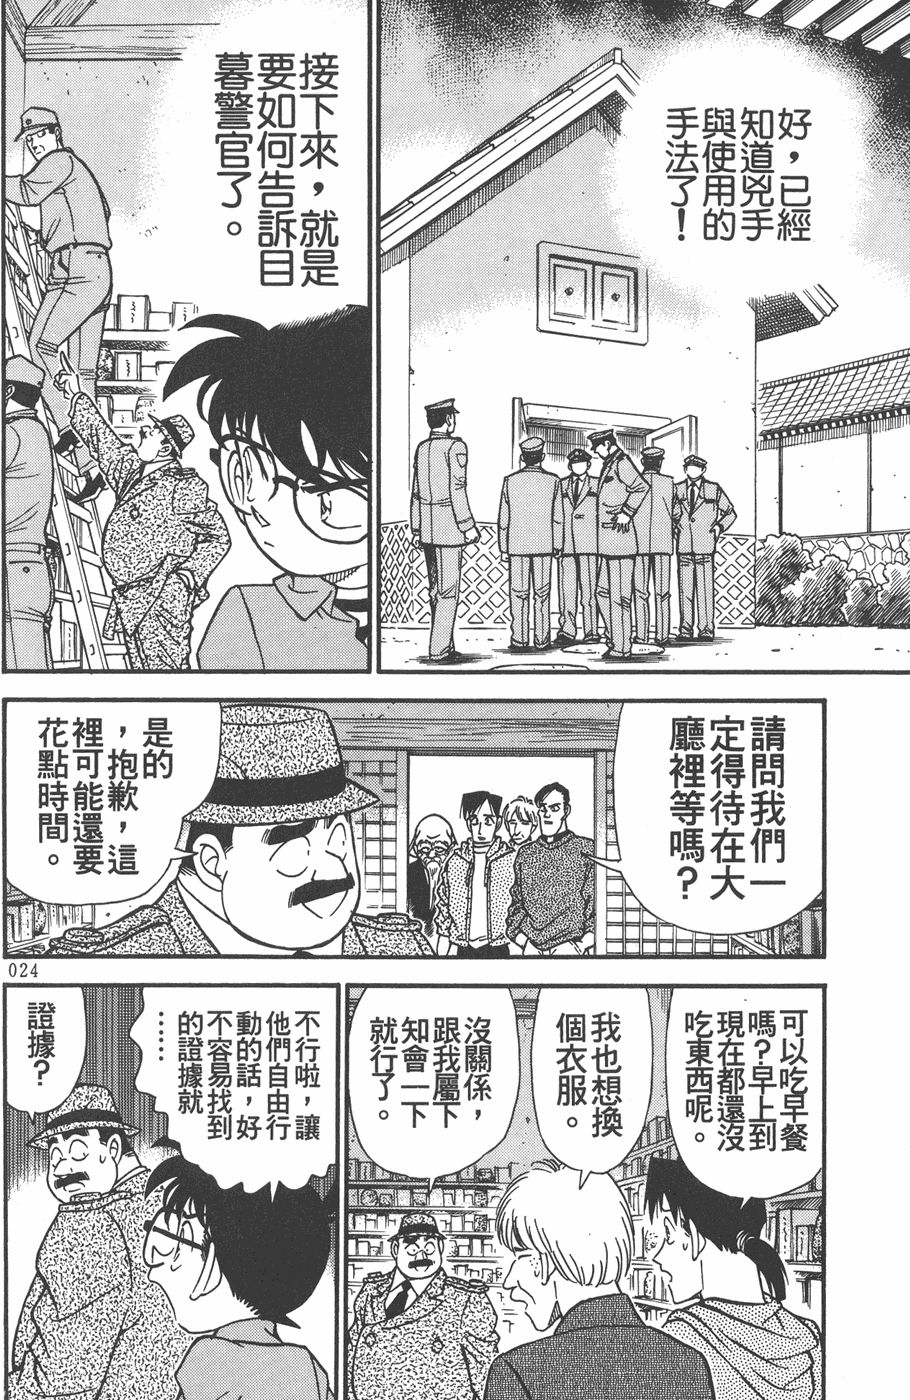 好，已經
知道兇手
與使用的
手法了！
接下來，就是
要如何告訴目
暮警官了。
請問我們一
定得待在大
廳裡等嗎？
是的
，抱歉，這
裡可能還要
花點時間。
可以吃早餐
嗎？早上到
現在都還沒
吃東西呢。
我也想換
個衣服。
沒關係，
跟我屬下
知會一下
就行了。
不行啦，讓
他們自由行
動的話，好
不容易找到
的證據就
……
證據？
024